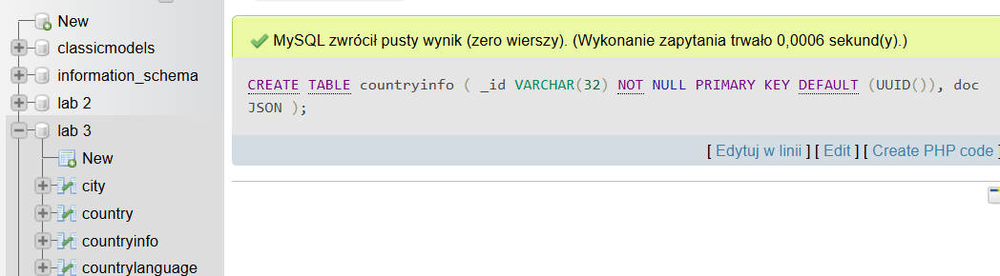 New
classicmodels
information_schema
lab 2
lab 3
New
city
country
countryinfo
countrylanguage
MySQL zwrócił pusty wynik (zero wierszy). (Wykonanie zapytania trwało 0,0006 sekund(y).)
CREATE TABLE countryinfo ( _id VARCHAR(32) NOT NULL PRIMARY KEY DEFAULT (UUID()), doc
JSON );
[ Edytuj w linii ] [ Edit ] [ Create PHP code ]